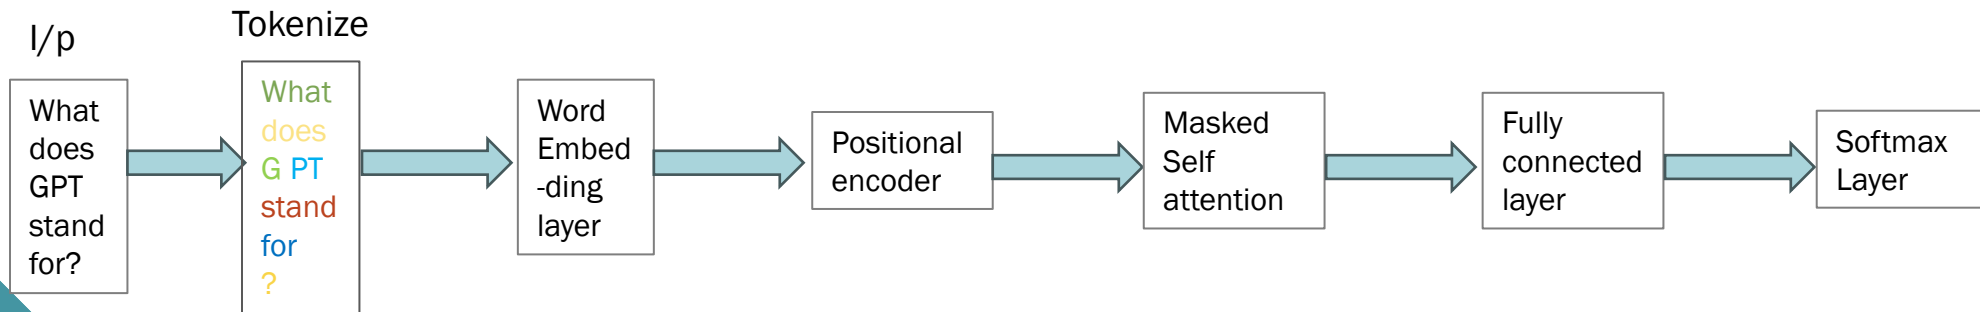 I/p
What
does
GPT
stand
for?
Tokenize
What
does
G PT
stand
for
?
Word
Embed
-ding
layer
Positional
encoder
Masked
Self
attention
Fully
connected
layer
Softmax
Layer